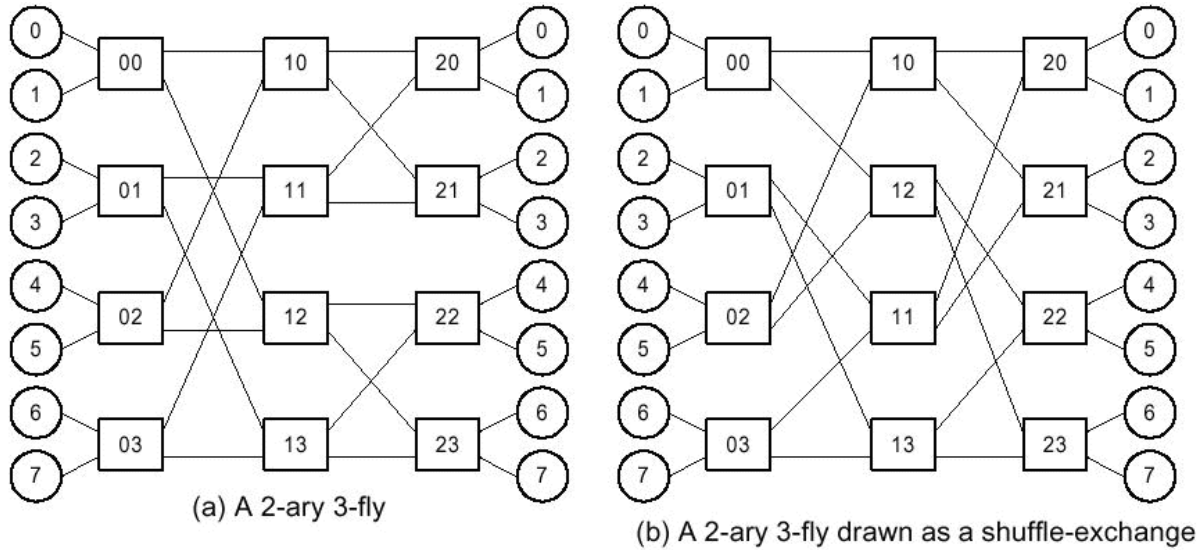 0 00 10 20 0 0 00 10 20 0
1 1 1 1
2 01 11 21 2 2 01 12 21 2
3 3 3 3
4 02 12 22 4 4 02 11 22 4
5 5 5 5
6 03 13 23 6 6 03 13 23 6
7 7 7 7
(a) A 2-ary 3-fly
(b) A 2-ary 3-fly drawn as a shuffle-exchange